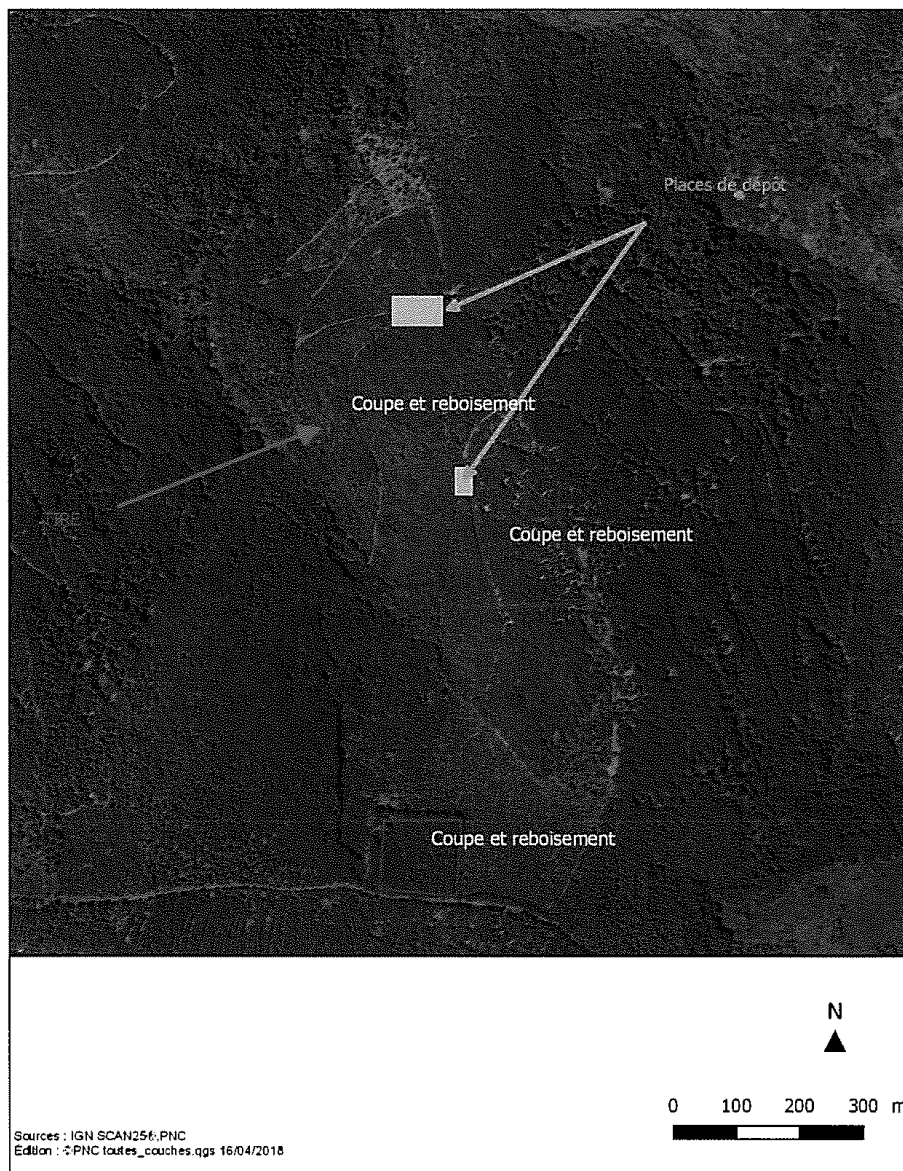 Places de dépôt
Coupe et reboisement
Coupe et reboisement
Coupe et reboisement
N
0 100 200 300 m
Sources : IGN SCAN25®,PNC
Édition : ©PNC toutes_couches.qgs 16/04/2018